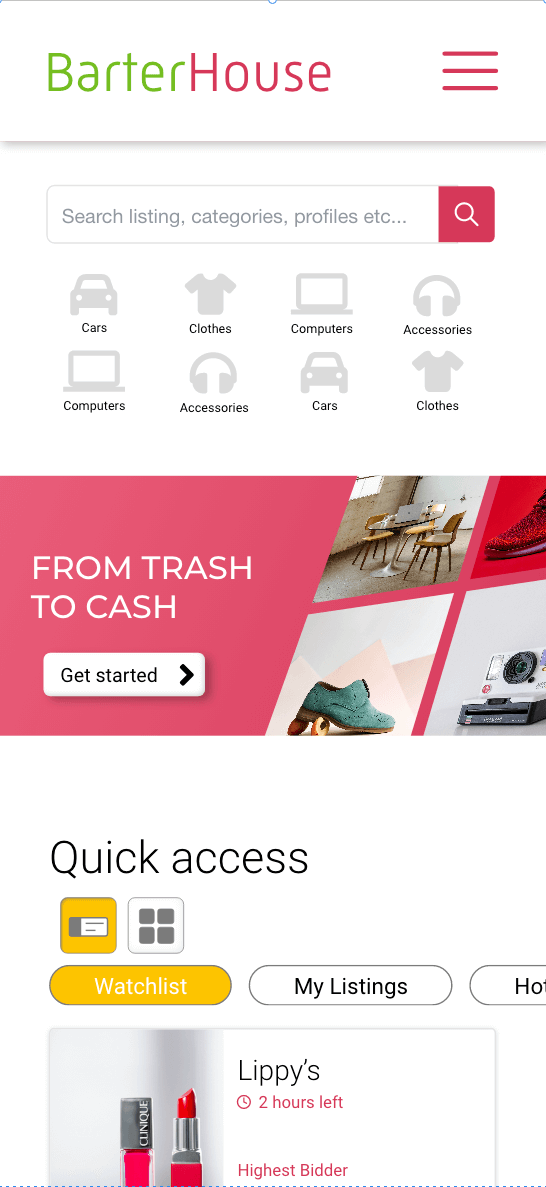 BarterHouse
Search listing, categories, profiles etc...
Cars
Clothes
Computers
Accessories
Computers
Accessories
Cars
Clothes
FROM TRASH
TO CASH
Get started
Quick access
Watchlist
My Listings
Lippy’s
2 hours left
CLINIQUE
Highest Bidder